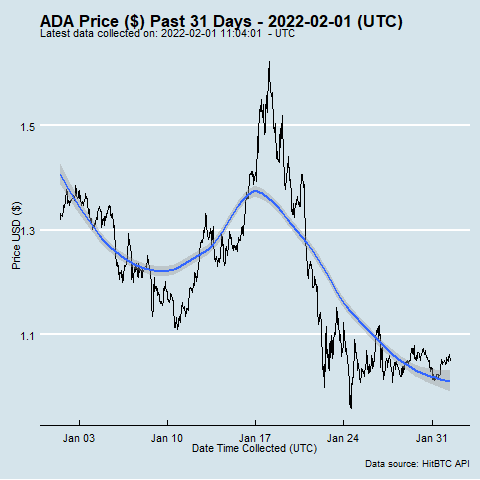 ADA Price ($) Past 31 Days - 2022-02-01 (UTC)
Latest data collected on: 2022-02-01 11:04:01 - UTC
Price USD ($)
1.5
1.3
1.1
Jan 03 Jan 10 Jan 17 Jan 24 Jan 31
Date Time Collected (UTC)
Data source: HitBTC API